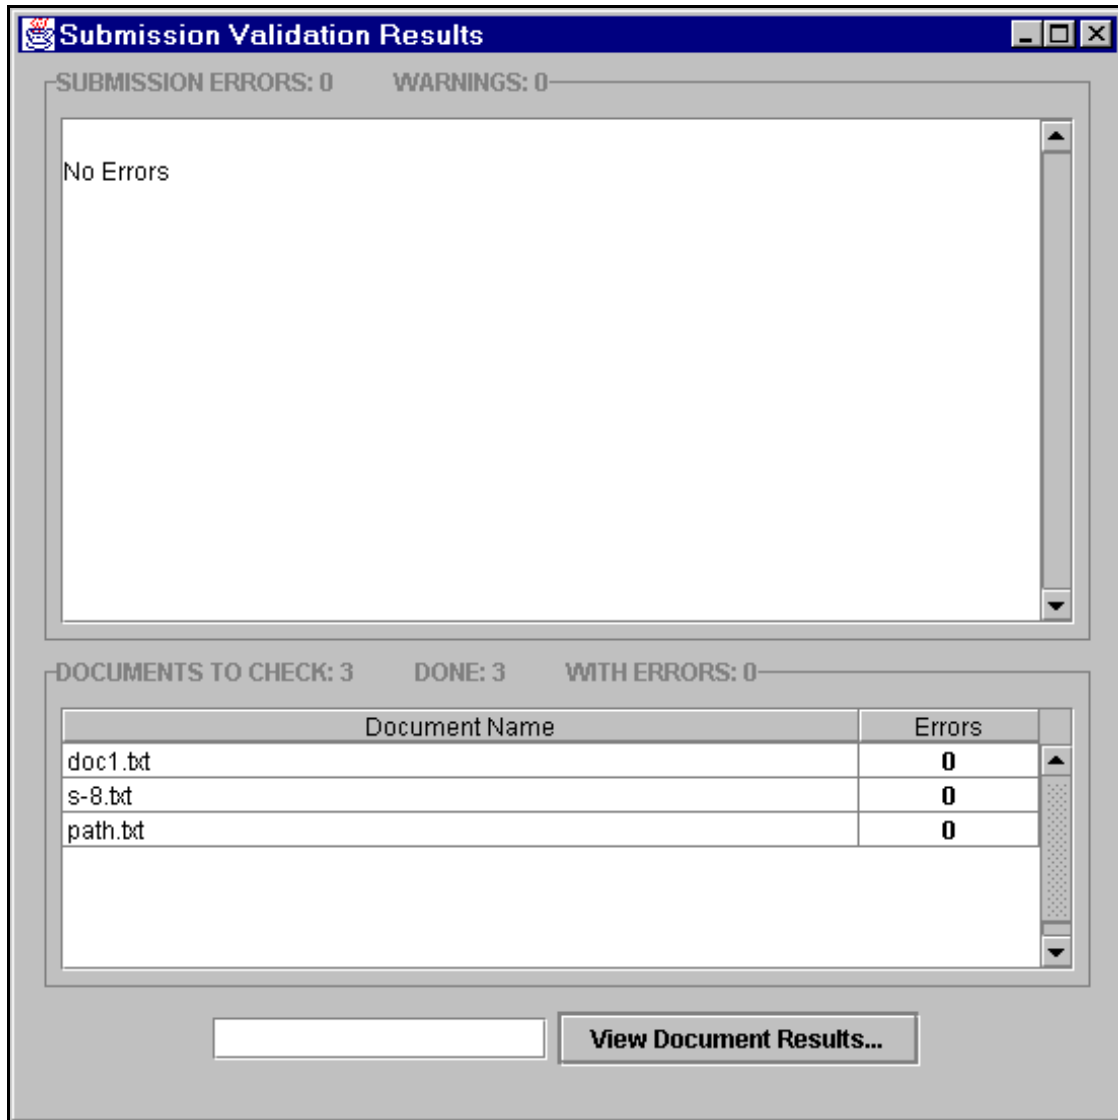 Submission Validation Results
SUBMISSION ERRORS: 0 WARNINGS: 0
No Errors
DOCUMENTS TO CHECK: 3 DONE: 3 WITH ERRORS: 0
Document Name Errors
doc1.txt 0
s-8.txt 0
path.txt 0
View Document Results...